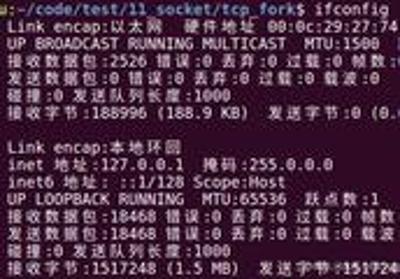 u:~/code/test/11_socket/tcp_fork$ ifconfig
Link encap:以太网  硬件地址 00:0c:29:27:74
UP BROADCAST RUNNING MULTICAST  MTU:1500
接收数据包:2526 错误:0 丢弃:0 过载:0 帧数:
发送数据包:0 错误:0 丢弃:0 过载:0 载波:0
碰撞:0 发送队列长度:1000
接收字节:188996 (188.9 KB)  发送字节:0 (0.
Link encap:本地环回
inet 地址:127.0.0.1  掩码:255.0.0.0
inet6 地址: ::1/128 Scope:Host
UP LOOPBACK RUNNING  MTU:65536  跃点数:1
接收数据包:18468 错误:0 丢弃:0 过载:0 帧数
发送数据包:18468 错误:0 丢弃:0 过载:0 载波
碰撞:0 发送队列长度:1000
接收字节:1517248 (1.5 MB)  发送字节:151724